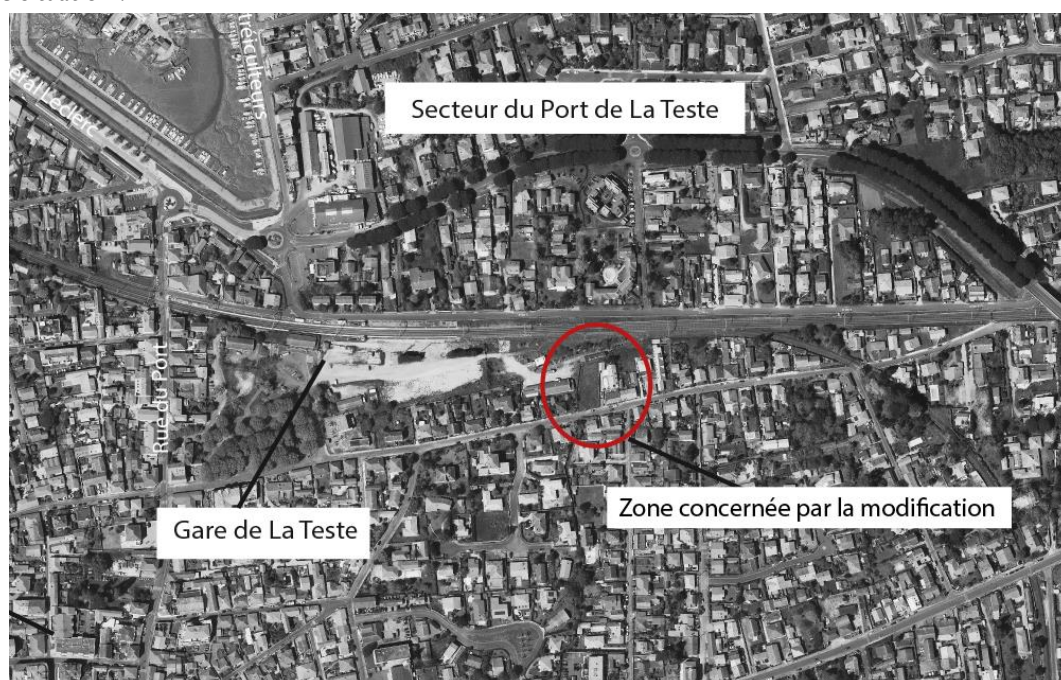 Secteur du Port de La Teste
Rue du Port
Gare de La Teste
Zone concernée par la modification